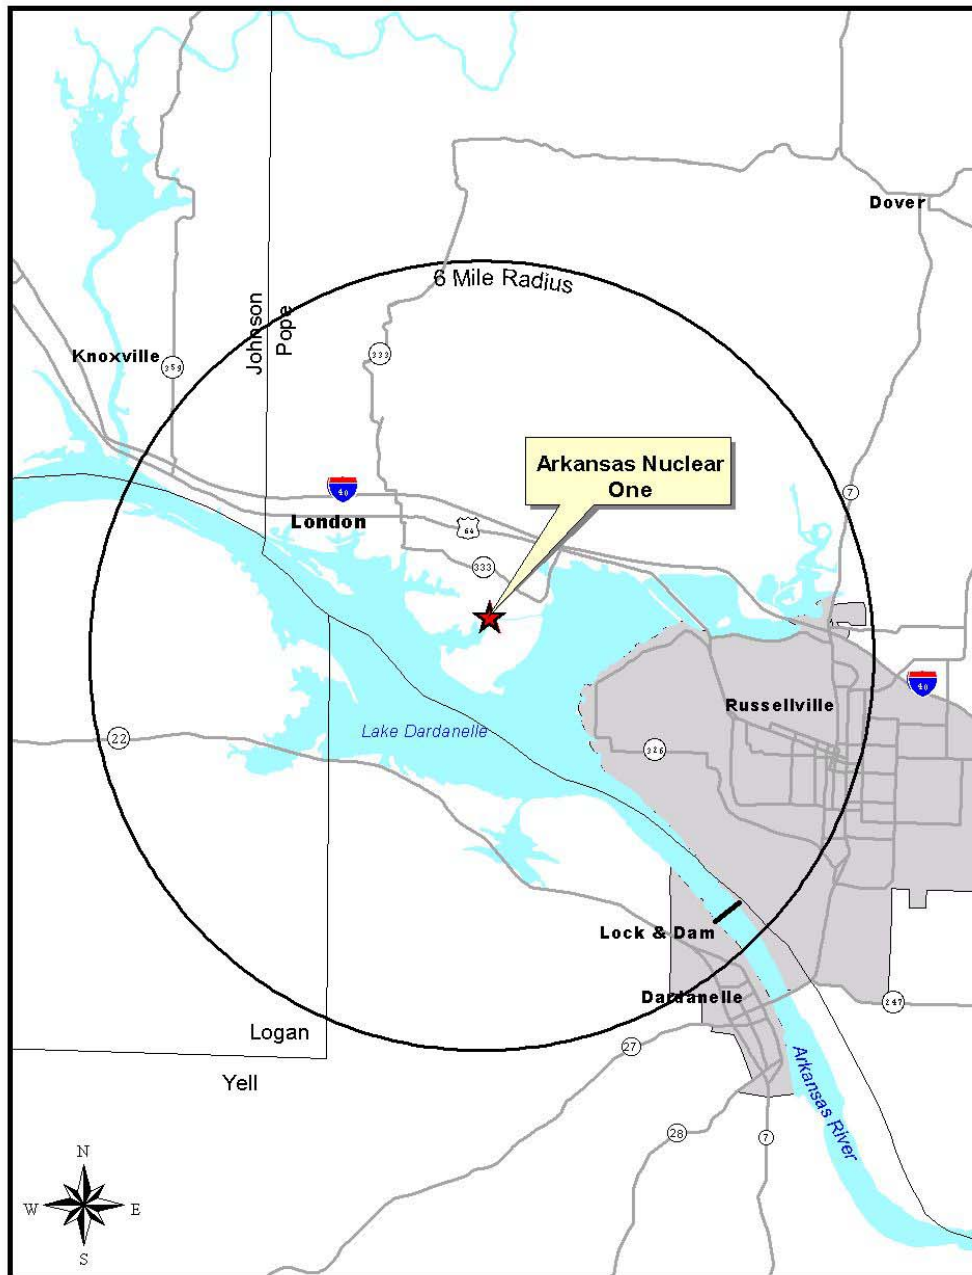 Dover
6 Mile Radius
Johnson
Pope
Knoxville
359
333
Arkansas Nuclear
One
40
7
London
64
333
40
Russellville
22
Lake Dardanelle
326
Lock & Dam
Dardanelle
247
Logan
27
Yell
Arkansas River
28
7
N
W
E
S